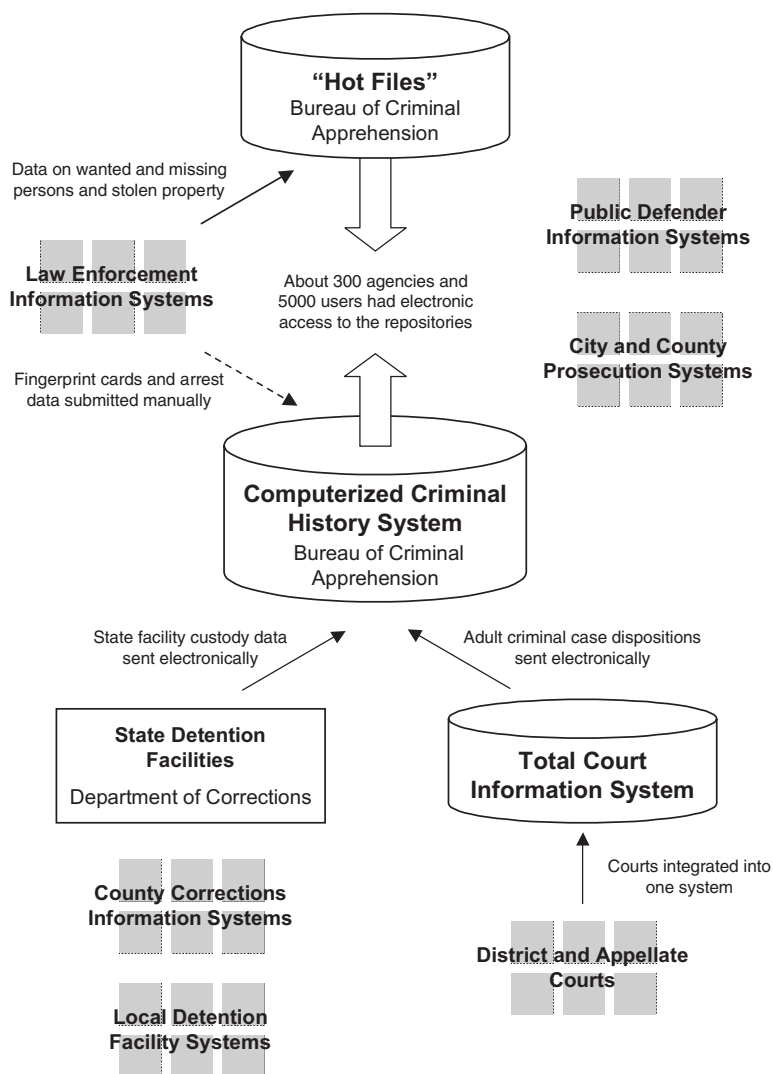 “Hot Files”
Bureau of Criminal
Apprehension
Data on wanted and missing
persons and stolen property
Public Defender
Information Systems
Law Enforcement
Information Systems
About 300 agencies and
5000 users had electronic
access to the repositories
City and County
Prosecution Systems
Fingerprint cards and arrest
data submitted manually
Computerized Criminal
History System
Bureau of Criminal
Apprehension
State facility custody data
sent electronically
Adult criminal case dispositions
sent electronically
State Detention
Facilities
Department of Corrections
Total Court
Information System
County Corrections
Information Systems
Courts integrated into
one system
District and Appellate
Courts
Local Detention
Facility Systems